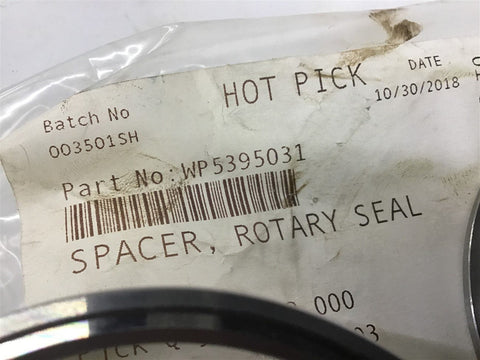 HOT PICK
DATE
10/30/2018
Batch No
003501SH
Part No: WP5395031
SPACER, ROTARY SEAL
000